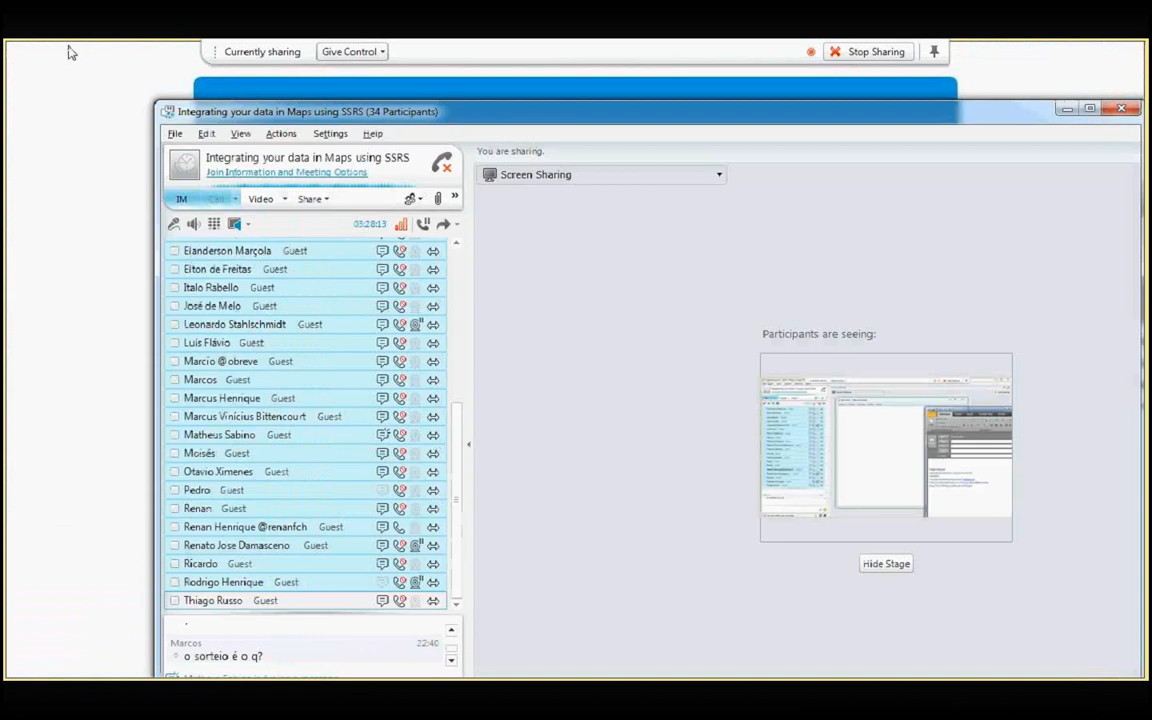 Currently sharing Give Control Stop Sharing
Integrating your data in Maps using SSRS (34 Participants)
File Edit View Actions Settings Help
You are sharing.
Integrating your data in Maps using SSRS
Join Information and Meeting Options
Screen Sharing
IM Call Video Share
03:28:13
Elanderson Marçola Guest
Elton de Freitas Guest
Italo Rabello Guest
José de Melo Guest
Leonardo Stahlschmidt Guest
Luís Flávio Guest
Marcio @obreve Guest
Marcos Guest
Marcus Henrique Guest
Marcus Vinícius Bittencourt Guest
Matheus Sabino Guest
Moisés Guest
Otavio Ximenes Guest
Pedro Guest
Renan Guest
Renan Henrique @renanfch Guest
Renato Jose Damasceno Guest
Ricardo Guest
Rodrigo Henrique Guest
Thiago Russo Guest
Participants are seeing:
Hide Stage
Marcos 22:40
o sorteio é o q?